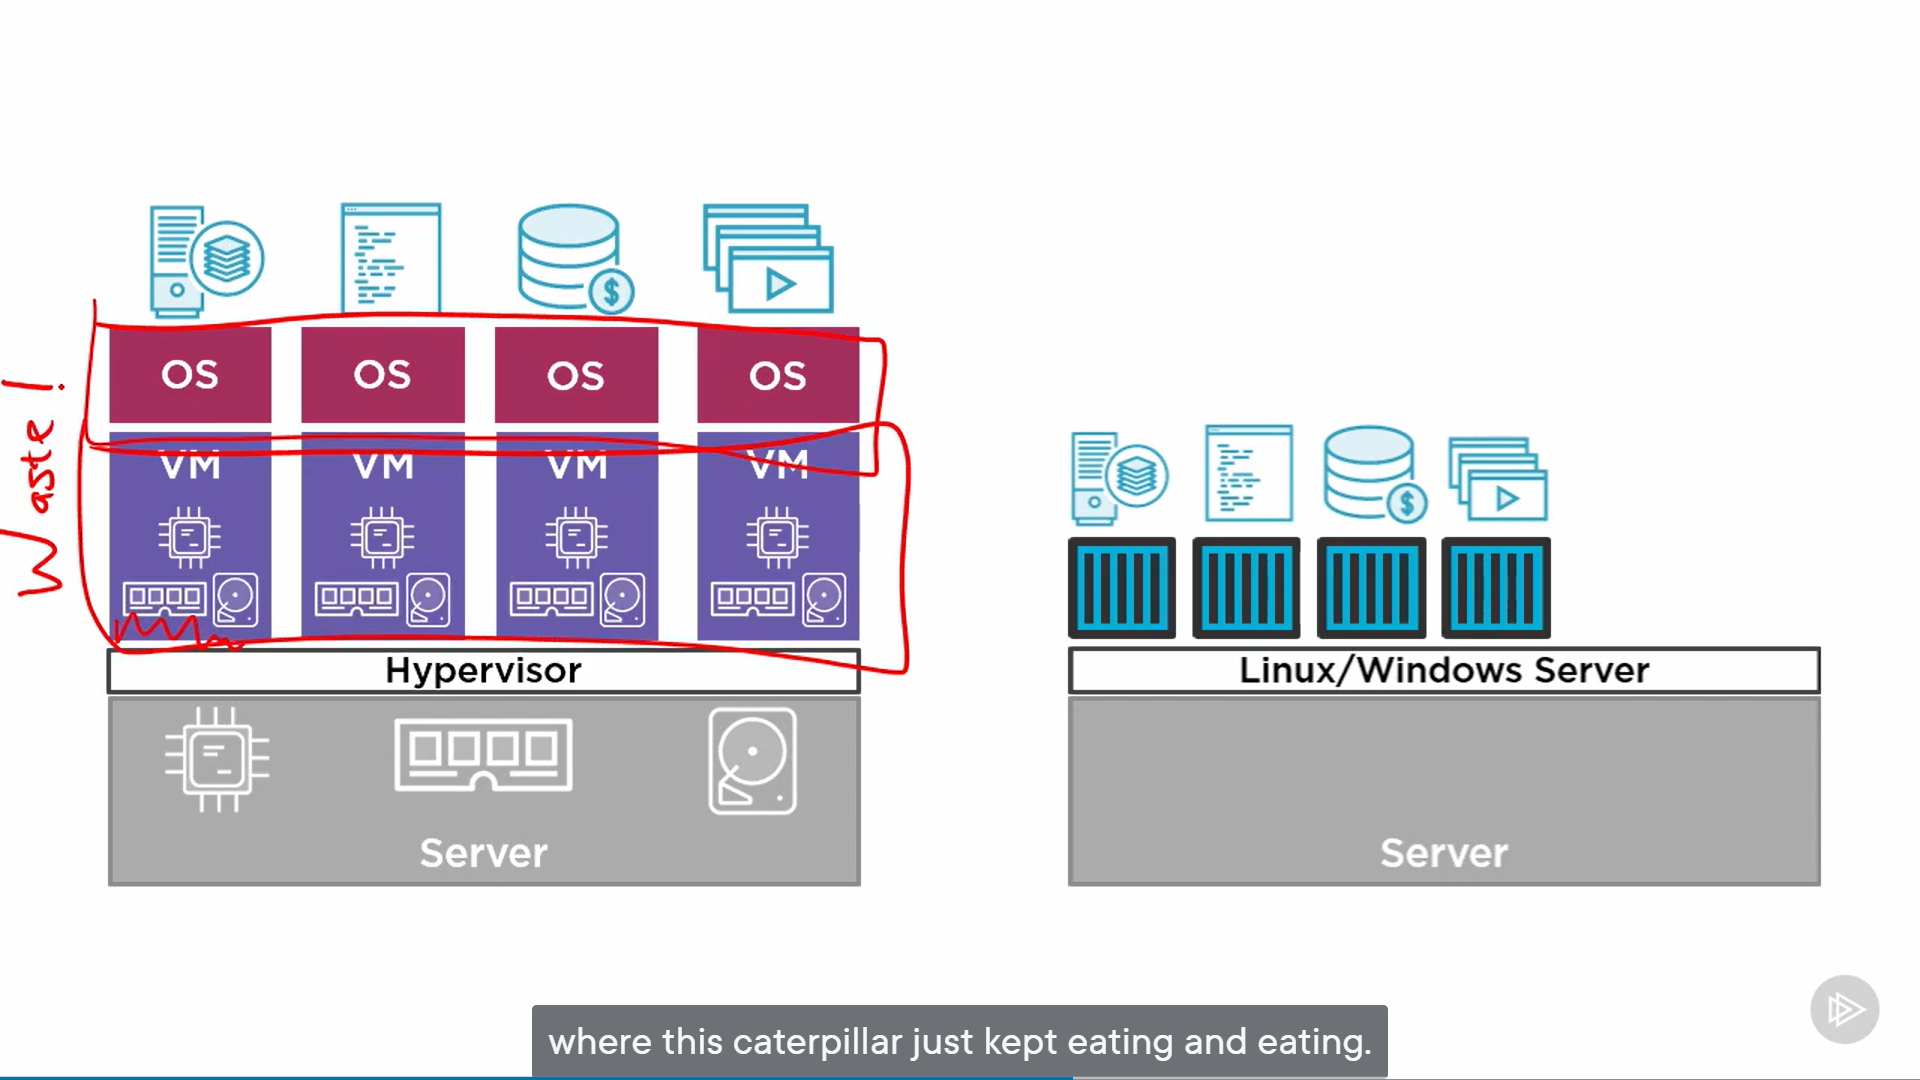 Waste!
OS OS OS OS
VM VM VM VM
Hypervisor
Server
$
$
Linux/Windows Server
Server
where this caterpillar just kept eating and eating.